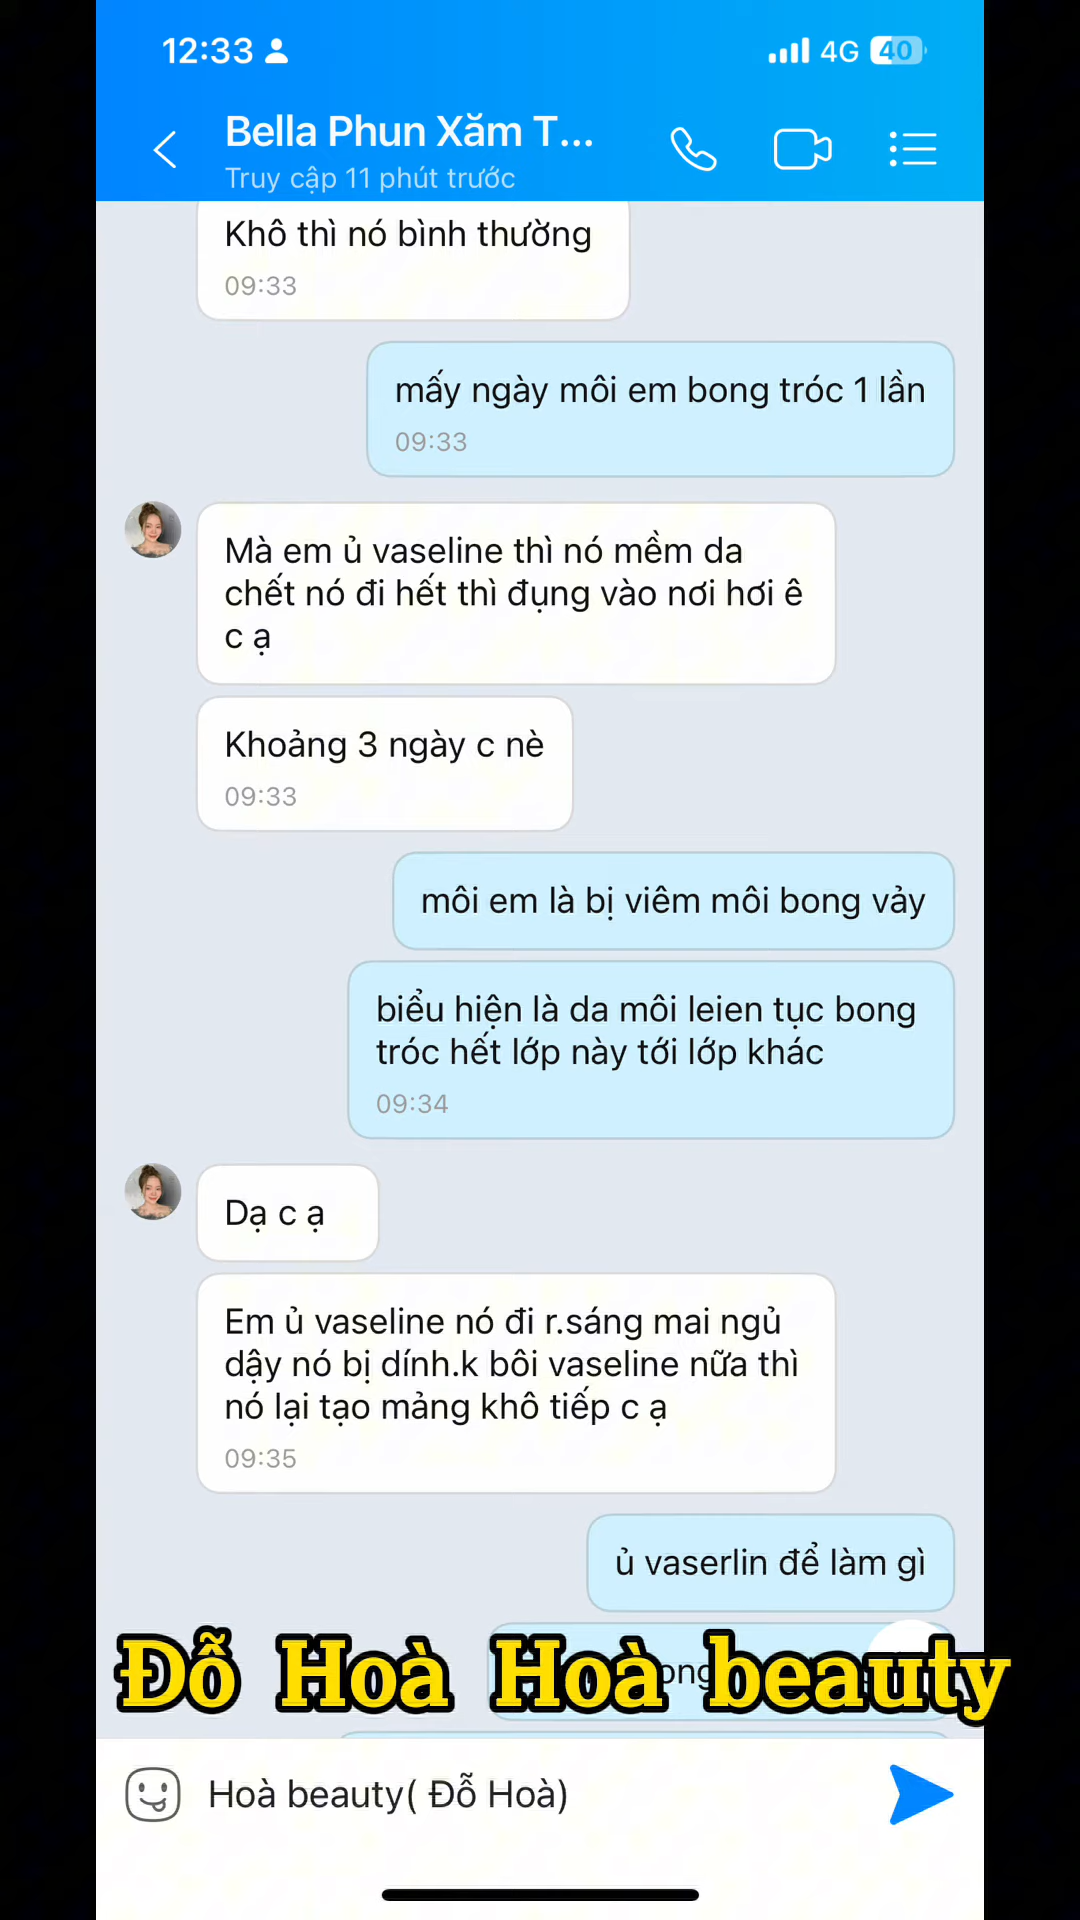 12:33
4G 40
Bella Phun Xăm T...
Truy cập 11 phút trước
Khô thì nó bình thường
09:33
mấy ngày môi em bong tróc 1 lần
09:33
Mà em ủ vaseline thì nó mềm da
chết nó đi hết thì đụng vào nơi hơi ê
c ạ
Khoảng 3 ngày c nè
09:33
môi em là bị viêm môi bong vảy
biểu hiện là da môi leien tục bong
tróc hết lớp này tới lớp khác
09:34
Dạ c ạ
Em ủ vaseline nó đi r.sáng mai ngủ
dậy nó bị dính.k bôi vaseline nữa thì
nó lại tạo mảng khô tiếp c ạ
09:35
ủ vaserlin để làm gì
Đỗ Hoà Hoà beauty
Hoà beauty( Đỗ Hoà)